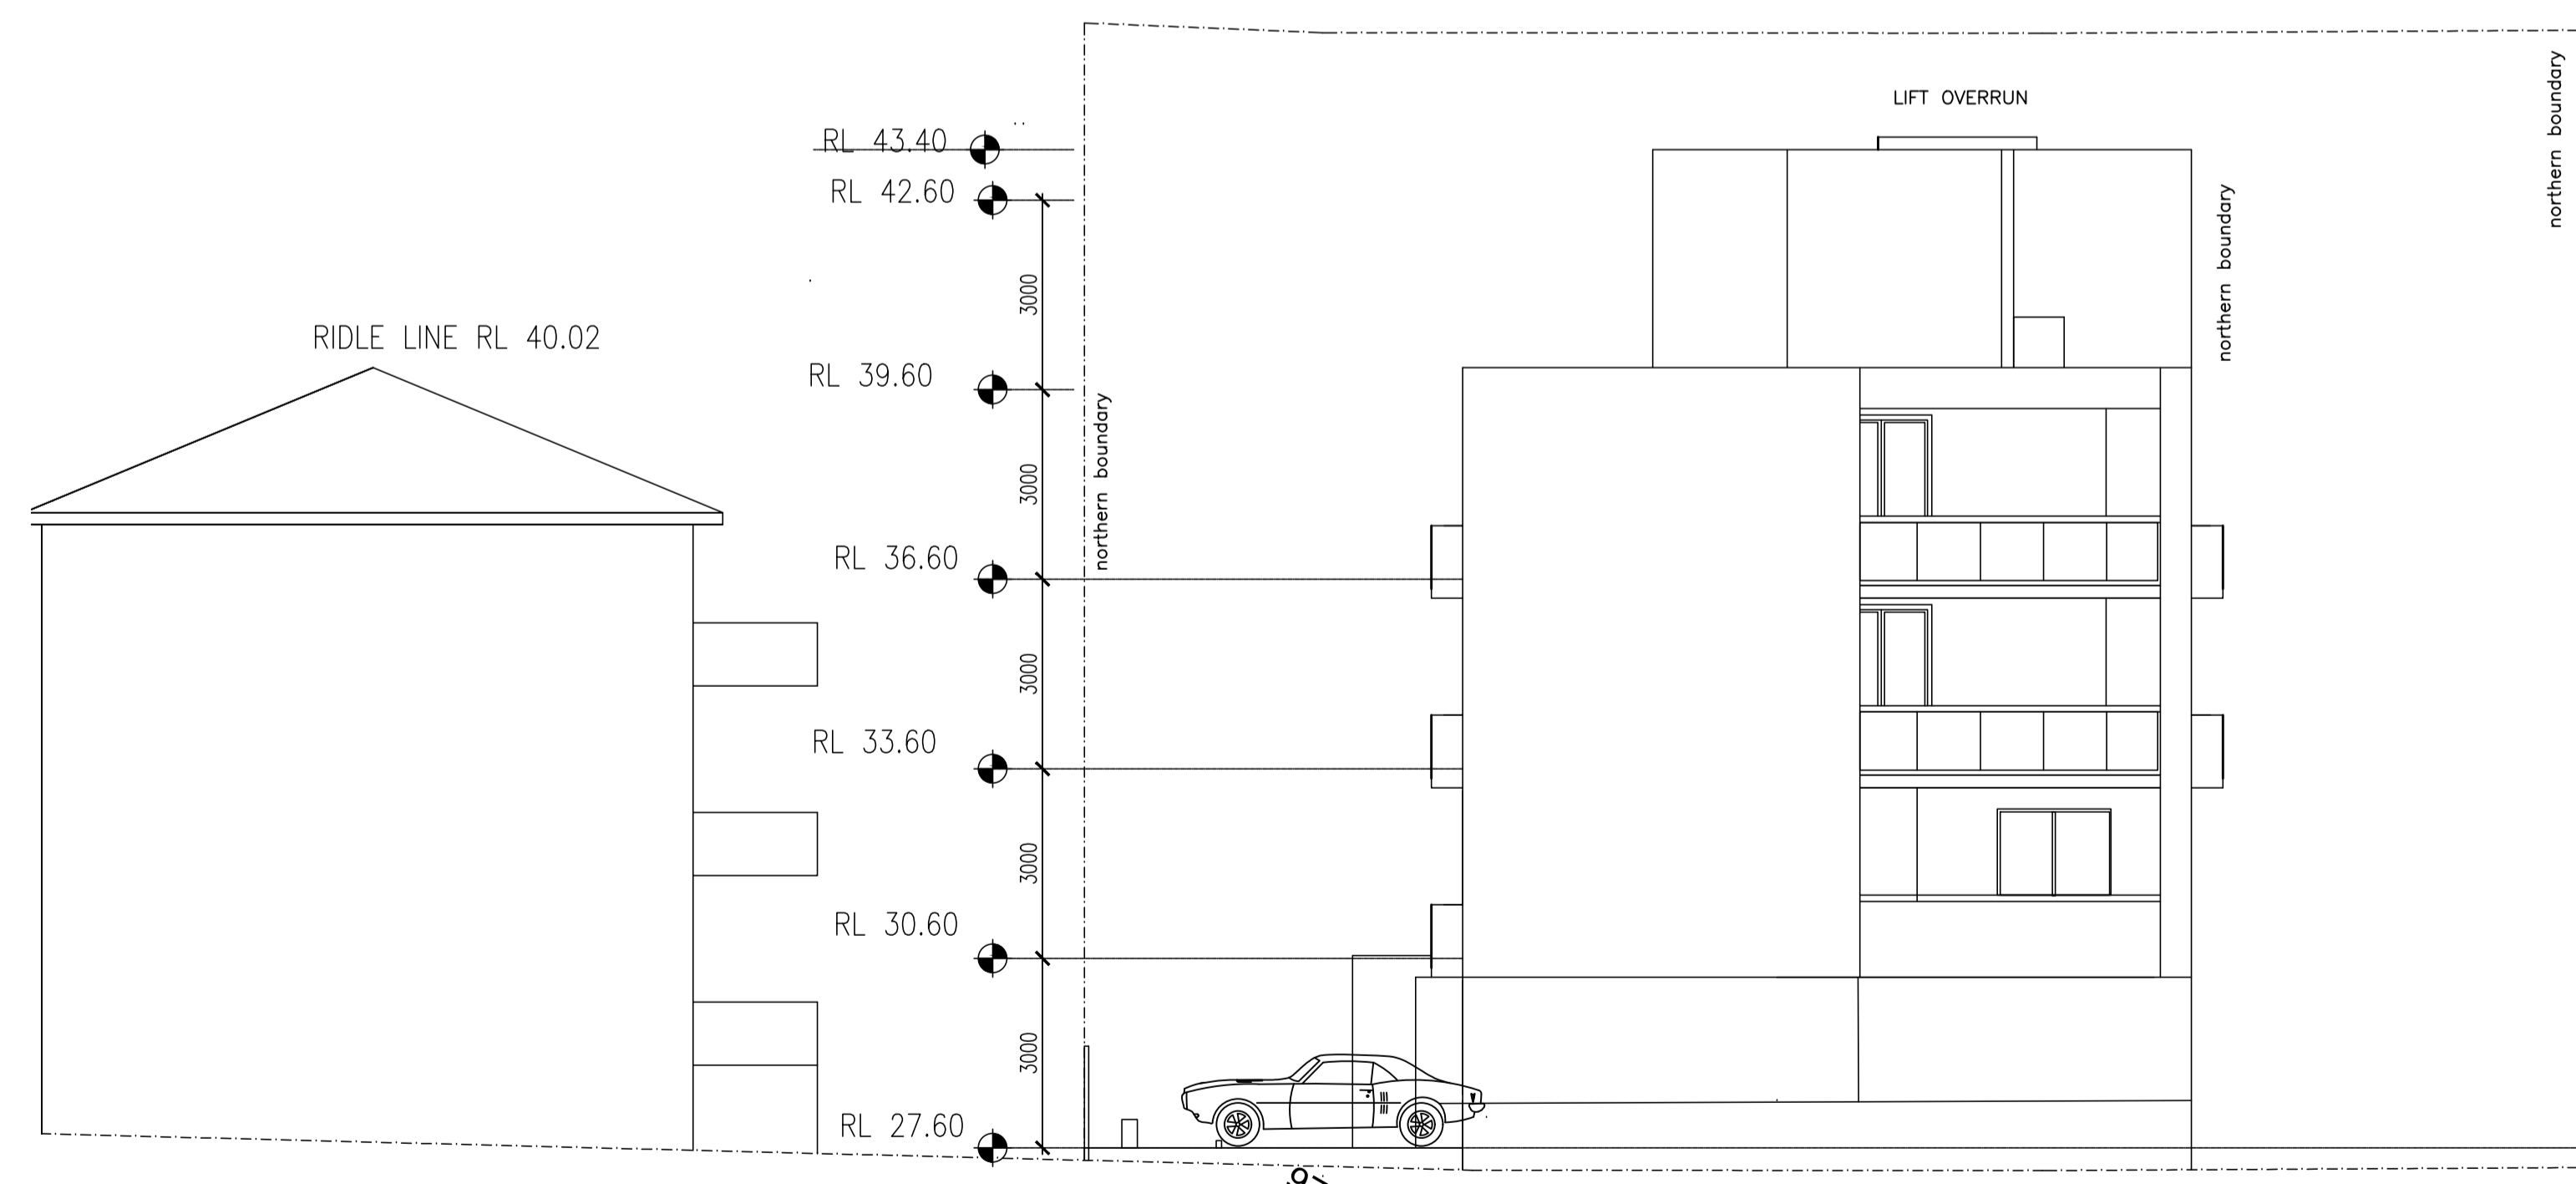 LIFT OVERRUN
northern boundary
RL 43.40
RL 42.60
northern boundary
3000
RIDLE LINE RL 40.02
RL 39.60
northern boundary
3000
RL 36.60
3000
RL 33.60
3000
RL 30.60
3000
RL 27.60